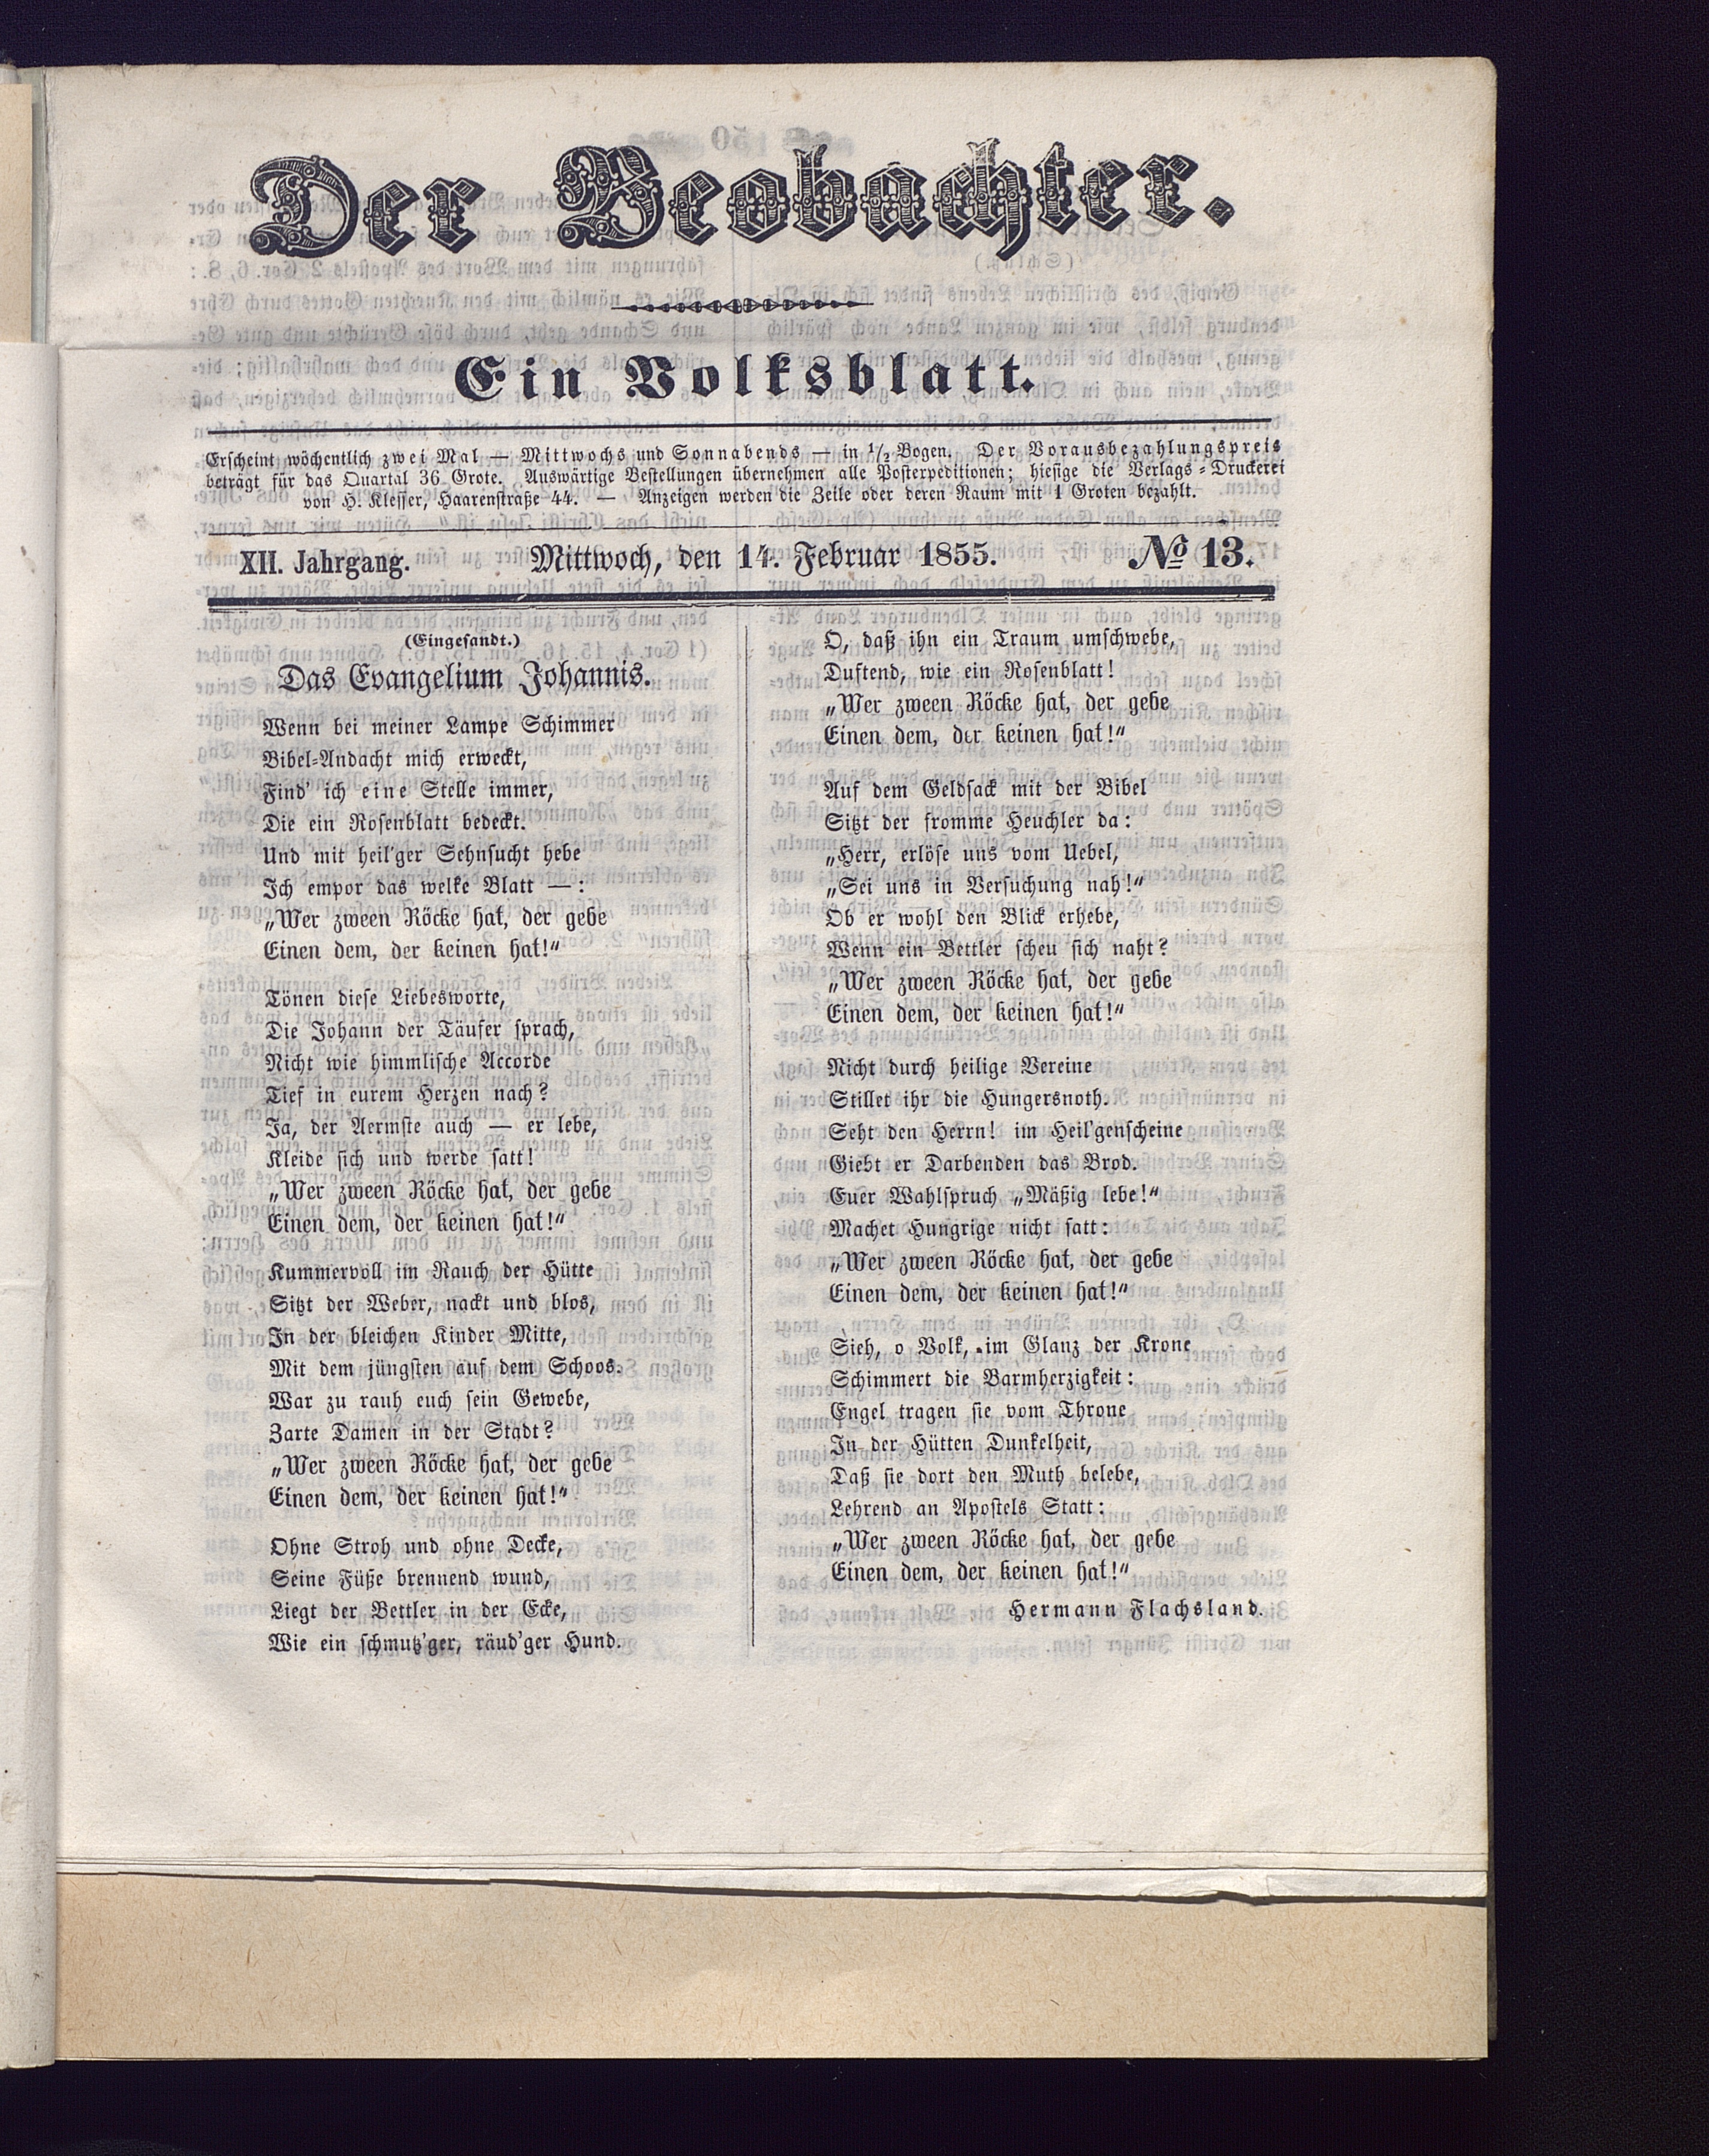 Der Beobachter.
Ein Volksblatt.
Erscheint wöchentlich zwei Mal — Mittwochs und Sonnabends — in 1/2 Bogen. Der Vorausbezahlungspreis
beträgt für das Quartal 36 Grote. Auswärtige Bestellungen übernehmen alle Postexpeditionen; hiesige die Verlags-Druckerei
von H. Klesser, Haarenstraße 44. — Anzeigen werden die Zeile oder deren Raum mit 1 Groten bezahlt.
XII. Jahrgang. Mittwoch, den 14. Februar 1855. No 13.
(Eingesandt.)
Das Evangelium Johannis.
Wenn bei meiner Lampe Schimmer
Bibel-Andacht mich erweckt,
Find' ich eine Stelle immer,
Die ein Rosenblatt bedeckt.
Und mit heil'ger Sehnsucht hebe
Ich empor das welke Blatt —:
„Wer zween Röcke hat, der gebe
Einen dem, der keinen hat!“
Tönen diese Liebesworte,
Die Johann der Täufer sprach,
Nicht wie himmlische Accorde
Tief in eurem Herzen nach?
Ja, der Aermste auch — er lebe,
Kleide sich und werde satt!
„Wer zween Röcke hat, der gebe
Einen dem, der keinen hat!“
Kummervoll im Rauch der Hütte
Sitzt der Weber, nackt und blos,
In der bleichen Kinder Mitte,
Mit dem jüngsten auf dem Schoos.
War zu rauh euch sein Gewebe,
Zarte Damen in der Stadt?
„Wer zween Röcke hat, der gebe
Einen dem, der keinen hat!“
Ohne Stroh und ohne Decke,
Seine Füße brennend wund,
Liegt der Bettler in der Ecke,
Wie ein schmutz'ger, räud'ger Hund.
O, daß ihn ein Traum umschwebe,
Duftend, wie ein Rosenblatt!
„Wer zween Röcke hat, der gebe
Einen dem, der keinen hat!“
Auf dem Geldsack mit der Bibel
Sitzt der fromme Heuchler da:
„Herr, erlöse uns vom Uebel,
„Sei uns in Versuchung nah!“
Ob er wohl den Blick erhebe,
Wenn ein Bettler scheu sich naht?
„Wer zween Röcke hat, der gebe
Einen dem, der keinen hat!“
Nicht durch heilige Vereine
Stillet ihr die Hungersnoth.
Seht den Herrn! im Heil'genscheine
Giebt er Darbenden das Brod.
Euer Wahlspruch „Mäßig lebe!“
Machet Hungrige nicht satt:
„Wer zween Röcke hat, der gebe
Einen dem, der keinen hat!“
Sieh, o Volk, im Glanz der Krone
Schimmert die Barmherzigkeit:
Engel tragen sie vom Throne
In der Hütten Dunkelheit,
Daß sie dort den Muth belebe,
Lehrend an Apostels Statt:
„Wer zween Röcke hat, der gebe
Einen dem, der keinen hat!“
Hermann Flachsland.